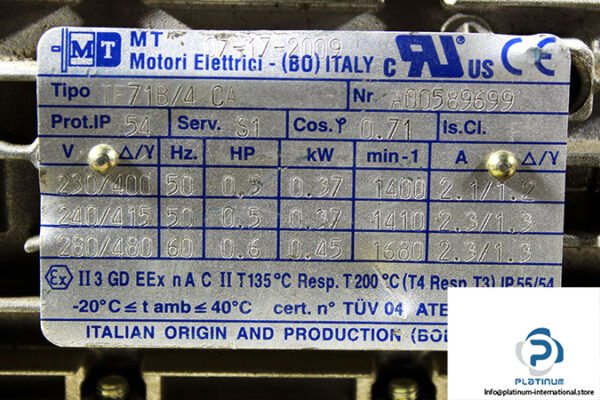 MT
MT 17-17-2009
Motori Elettrici - (BO) ITALY
c RU US CE
Tipo TF71B/4 CA Nr. A00589699
Prot.IP 54 Serv. S1 Cos.φ 0.71 Is.Cl. F
V Δ/Y Hz. HP kW min-1 A Δ/Y
230/400 50 0,5 0.37 1400 2.1/1.2
240/415 50 0,5 0.37 1410 2.3/1.3
280/480 60 0.6 0.45 1680 2.3/1.3
Ex II 3 GD EEx n A C II T135°C Resp. T200°C (T4 Resp T3) IP 55/54
-20°C ≤ t amb ≤ 40°C cert. n° TÜV 04 ATE
ITALIAN ORIGIN AND PRODUCTION (BOL
PLATINUM
Info@platinum-international.store